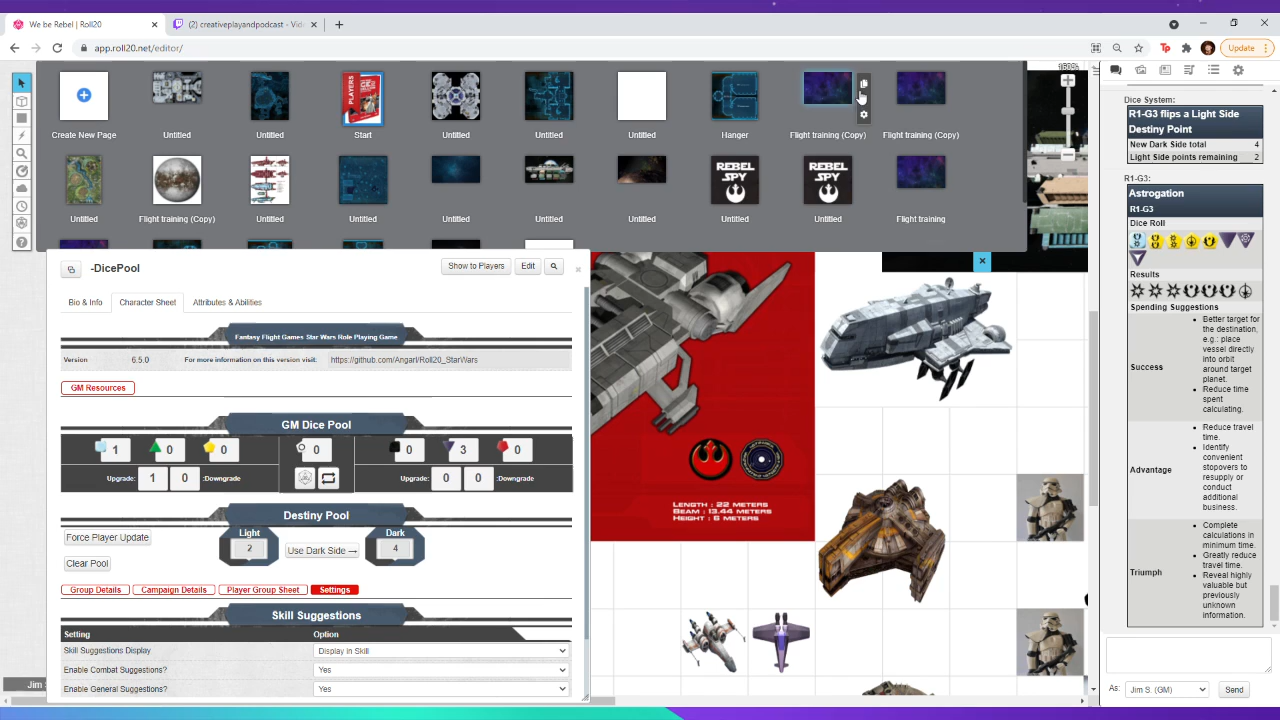 We be Rebel | Roll20
(2) creativeplayandpodcast - Vid
app.roll20.net/editor/
Tp
Update
160%
PLAYERS
Create New Page
Untitled
Untitled
Start
Untitled
Untitled
Untitled
Hanger
Flight training (Copy)
Flight training (Copy)
REBEL
SPY
REBEL
SPY
Untitled
Flight training (Copy)
Untitled
Untitled
Untitled
Untitled
Untitled
Untitled
Untitled
Flight training
-DicePool
Show to Players
Edit
Bio & Info
Character Sheet
Attributes & Abilities
Fantasy Flight Games Star Wars Role Playing Game
Version
6.5.0
For more information on this version visit:
https://github.com/Angarl/Roll20_StarWars
GM Resources
GM Dice Pool
1
0
0
0
0
3
0
Upgrade:
1
0
:Downgrade
Upgrade:
0
0
:Downgrade
Destiny Pool
Force Player Update
Clear Pool
Light
2
Use Dark Side →
Dark
4
Group Details
Campaign Details
Player Group Sheet
Settings
Skill Suggestions
Setting
Option
Skill Suggestions Display
Display in Skill
Enable Combat Suggestions?
Yes
Enable General Suggestions?
Yes
Jim S
LENGTH : 22 METERS
BEAM : 13.44 METERS
HEIGHT : 6 METERS
Dice System:
R1-G3 flips a Light Side
Destiny Point
New Dark Side total 4
Light Side points remaining 2
R1-G3:
Astrogation
R1-G3
Dice Roll
Results
Spending Suggestions
Success
Better target for
the destination,
e.g.: place
vessel directly
into orbit
around target
planet.
Reduce time
spent
calculating.
Advantage
Reduce travel
time.
Identify
convenient
stopovers to
resupply or
conduct
additional
business.
Triumph
Complete
calculations in
minimum time.
Greatly reduce
travel time.
Reveal highly
valuable but
previously
unknown
information.
As:
Jim S. (GM)
Send